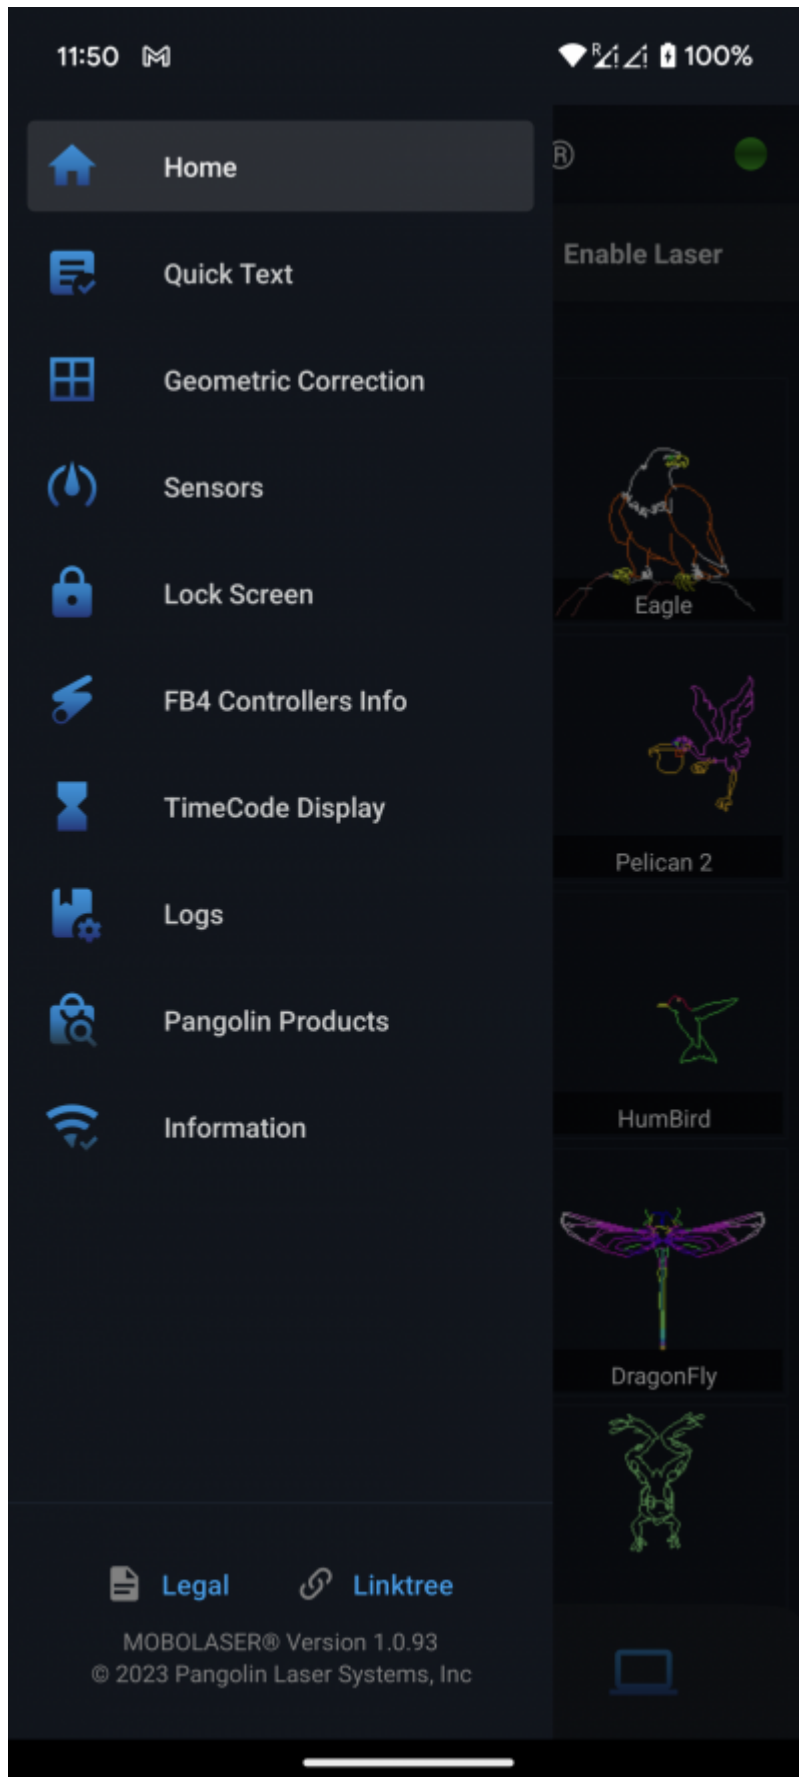 11:50 R 100%
Home
®
Quick Text
Enable Laser
Geometric Correction
Sensors
Lock Screen
Eagle
FB4 Controllers Info
TimeCode Display
Pelican 2
Logs
Pangolin Products
Information
HumBird
DragonFly
Legal Linktree
MOBOLASER® Version 1.0.93
© 2023 Pangolin Laser Systems, Inc